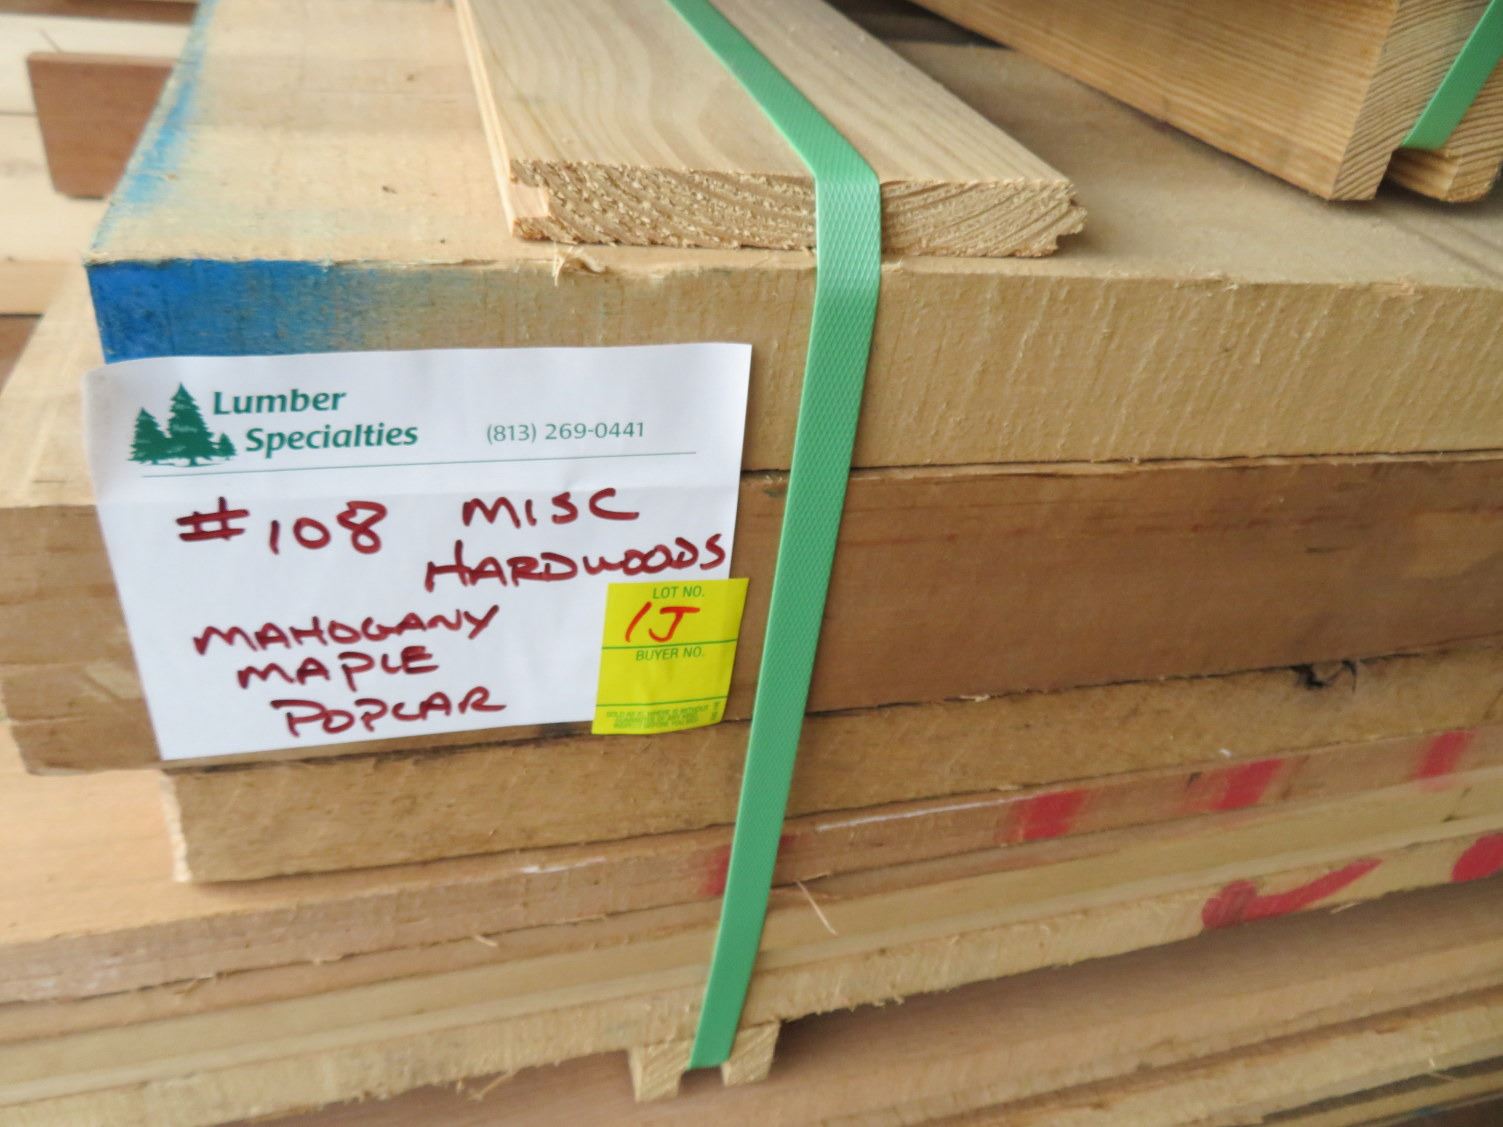 Lumber
Specialties
(813) 269-0441
#108 MISC
HARDWOODS
MAHOGANY
MAPLE
POPLAR
LOT NO.
1J
BUYER NO.